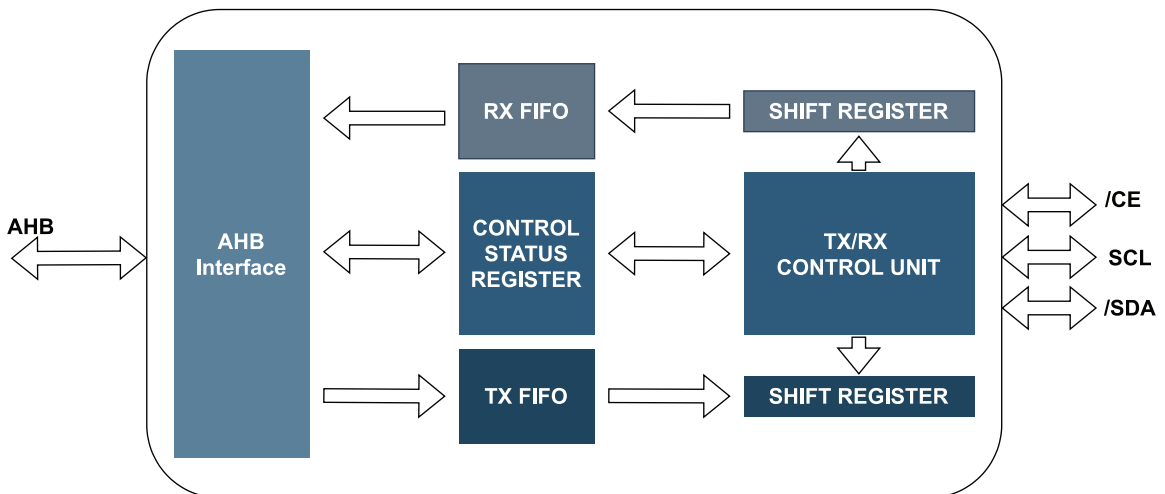 AHB
AHB
Interface
RX FIFO
CONTROL
STATUS
REGISTER
TX FIFO
SHIFT REGISTER
TX/RX
CONTROL UNIT
SHIFT REGISTER
/CE
SCL
/SDA